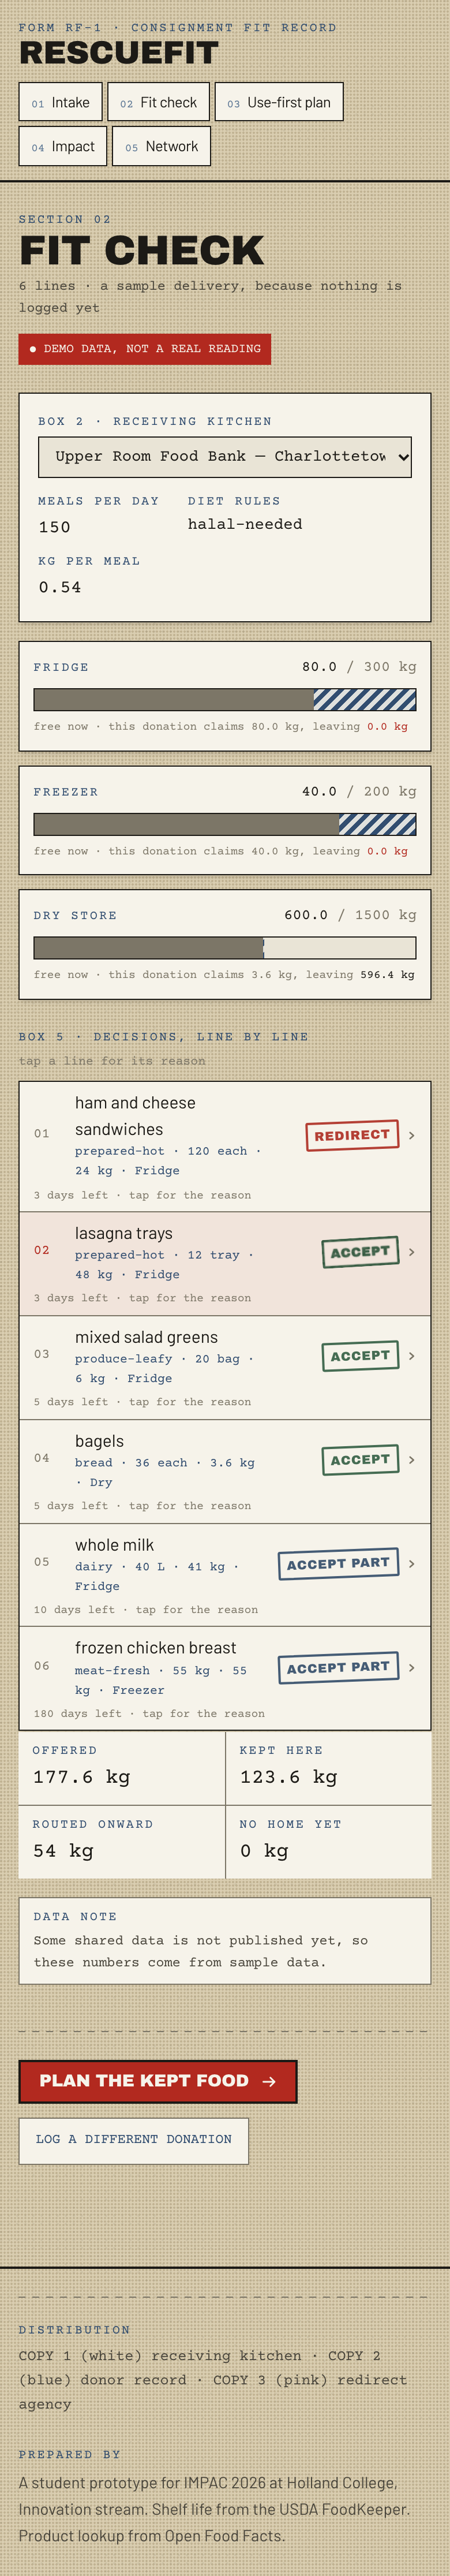 FORM RF-1 · CONSIGNMENT FIT RECORD
RESCUEFIT
01 Intake
02 Fit check
03 Use-first plan
04 Impact
05 Network
SECTION 02
FIT CHECK
6 lines · a sample delivery, because nothing is
logged yet
DEMO DATA, NOT A REAL READING
BOX 2 · RECEIVING KITCHEN
Upper Room Food Bank — Charlottetow
MEALS PER DAY
150
DIET RULES
halal-needed
KG PER MEAL
0.54
FRIDGE
80.0 / 300 kg
free now · this donation claims 80.0 kg, leaving 0.0 kg
FREEZER
40.0 / 200 kg
free now · this donation claims 40.0 kg, leaving 0.0 kg
DRY STORE
600.0 / 1500 kg
free now · this donation claims 3.6 kg, leaving 596.4 kg
BOX 5 · DECISIONS, LINE BY LINE
tap a line for its reason
01
ham and cheese
sandwiches
prepared-hot · 120 each ·
24 kg · Fridge
REDIRECT
3 days left · tap for the reason
02
lasagna trays
prepared-hot · 12 tray ·
48 kg · Fridge
ACCEPT
3 days left · tap for the reason
03
mixed salad greens
produce-leafy · 20 bag ·
6 kg · Fridge
ACCEPT
5 days left · tap for the reason
04
bagels
bread · 36 each · 3.6 kg
· Dry
ACCEPT
5 days left · tap for the reason
05
whole milk
dairy · 40 L · 41 kg ·
Fridge
ACCEPT PART
10 days left · tap for the reason
06
frozen chicken breast
meat-fresh · 55 kg · 55
kg · Freezer
ACCEPT PART
180 days left · tap for the reason
OFFERED
177.6 kg
KEPT HERE
123.6 kg
ROUTED ONWARD
54 kg
NO HOME YET
0 kg
DATA NOTE
Some shared data is not published yet, so
these numbers come from sample data.
PLAN THE KEPT FOOD →
LOG A DIFFERENT DONATION
DISTRIBUTION
COPY 1 (white) receiving kitchen · COPY 2
(blue) donor record · COPY 3 (pink) redirect
agency
PREPARED BY
A student prototype for IMPAC 2026 at Holland College,
Innovation stream. Shelf life from the USDA FoodKeeper.
Product lookup from Open Food Facts.